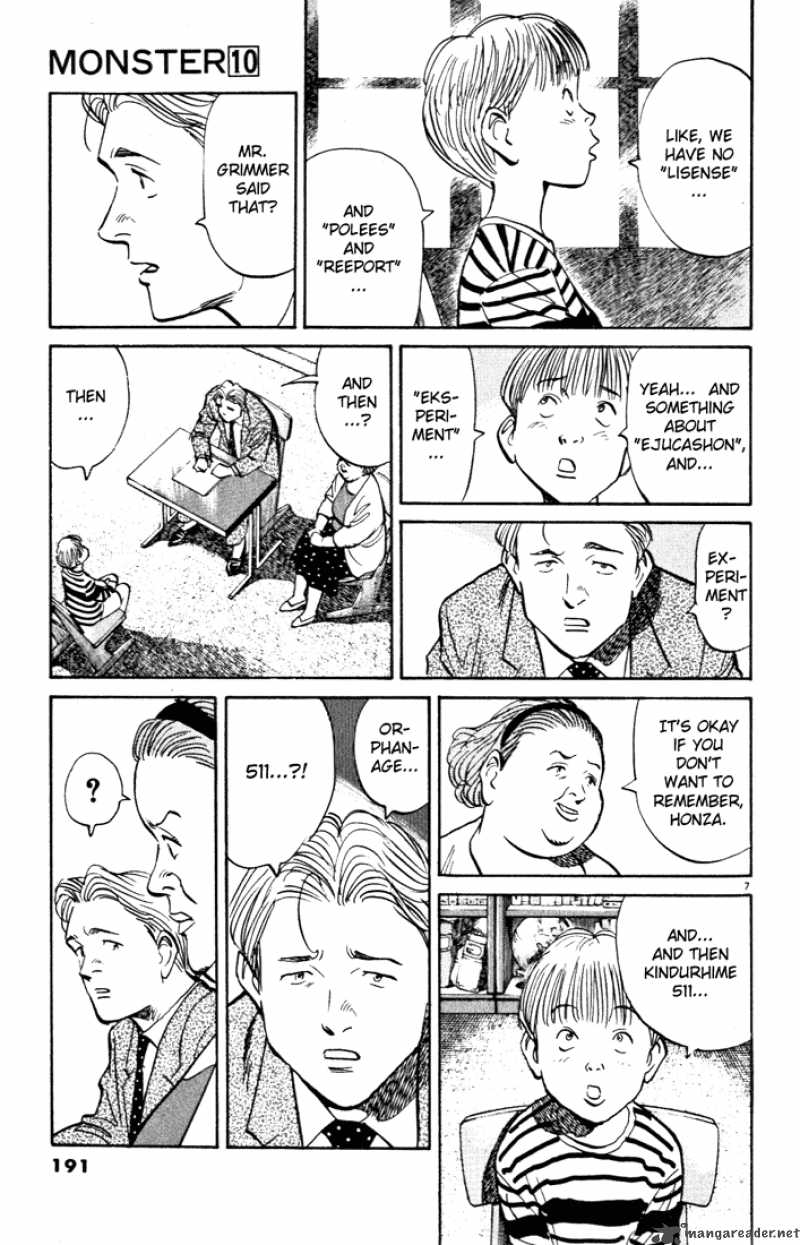 MONSTER 10
LIKE, WE
HAVE NO
"LISENSE"
...
AND
"POLEES"
AND
"REEPORT"
...
MR.
GRIMMER
SAID
THAT?
YEAH... AND
SOMETHING
ABOUT
"EJUCASHON",
AND...
"EKS-
PERI-
MENT"
...
AND
THEN
...?
THEN
...
EX-
PERI-
MENT
?
IT'S OKAY
IF YOU
DON'T
WANT TO
REMEMBER,
HONZA.
7
AND...
AND THEN
KINDURHIME
511...
OR-
PHAN-
AGE...
511...?!
?
191
mangareader.net